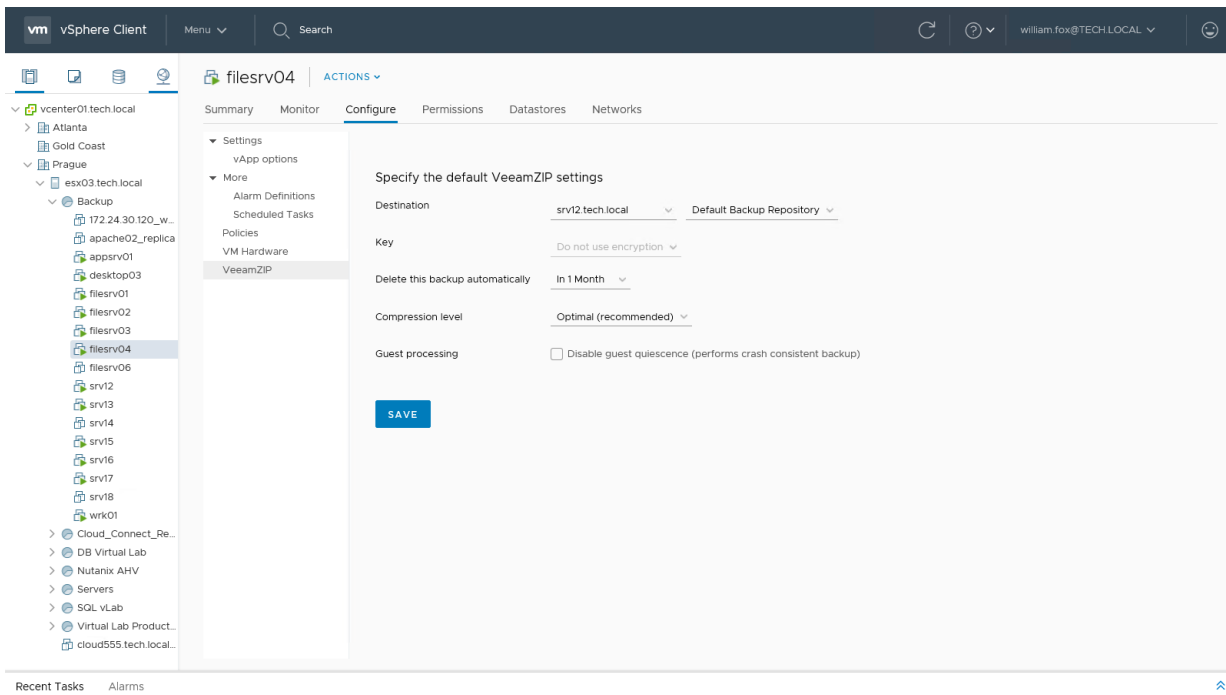 vm vSphere Client Menu Search william.fox@TECH.LOCAL
filesrv04 ACTIONS
Summary Monitor Configure Permissions Datastores Networks
vcenter01.tech.local
Atlanta
Gold Coast
Prague
esx03.tech.local
Backup
172.24.30.120_w...
apache02_replica
appsrv01
desktop03
filesrv01
filesrv02
filesrv03
filesrv04
filesrv06
srv12
srv13
srv14
srv15
srv16
srv17
srv18
wrk01
Cloud_Connect_Re...
DB Virtual Lab
Nutanix AHV
Servers
SQL vLab
Virtual Lab Product...
cloud555.tech.local...
Settings
vApp options
More
Alarm Definitions
Scheduled Tasks
Policies
VM Hardware
VeeamZIP
Specify the default VeeamZIP settings
Destination srv12.tech.local Default Backup Repository
Key Do not use encryption
Delete this backup automatically In 1 Month
Compression level Optimal (recommended)
Guest processing Disable guest quiescence (performs crash consistent backup)
SAVE
Recent Tasks Alarms